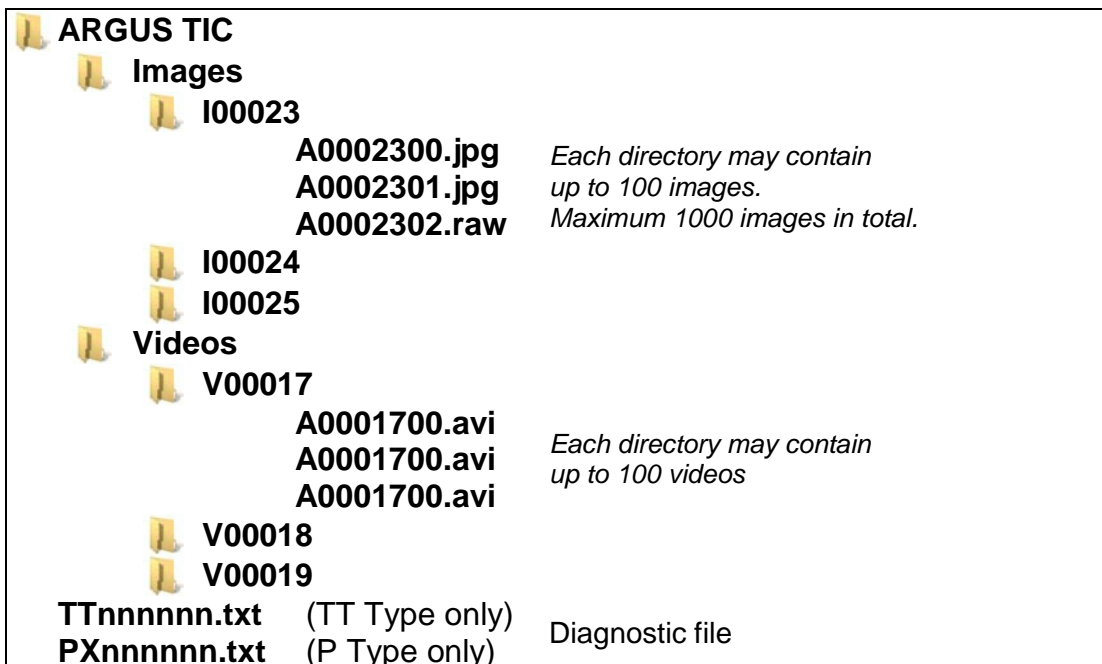 ARGUS TIC
Images
I00023
A0002300.jpg
A0002301.jpg
A0002302.raw
Each directory may contain
up to 100 images.
Maximum 1000 images in total.
I00024
I00025
Videos
V00017
A0001700.avi
A0001700.avi
A0001700.avi
Each directory may contain
up to 100 videos
V00018
V00019
TTnnnnnn.txt (TT Type only)
PXnnnnnn.txt (P Type only)
Diagnostic file